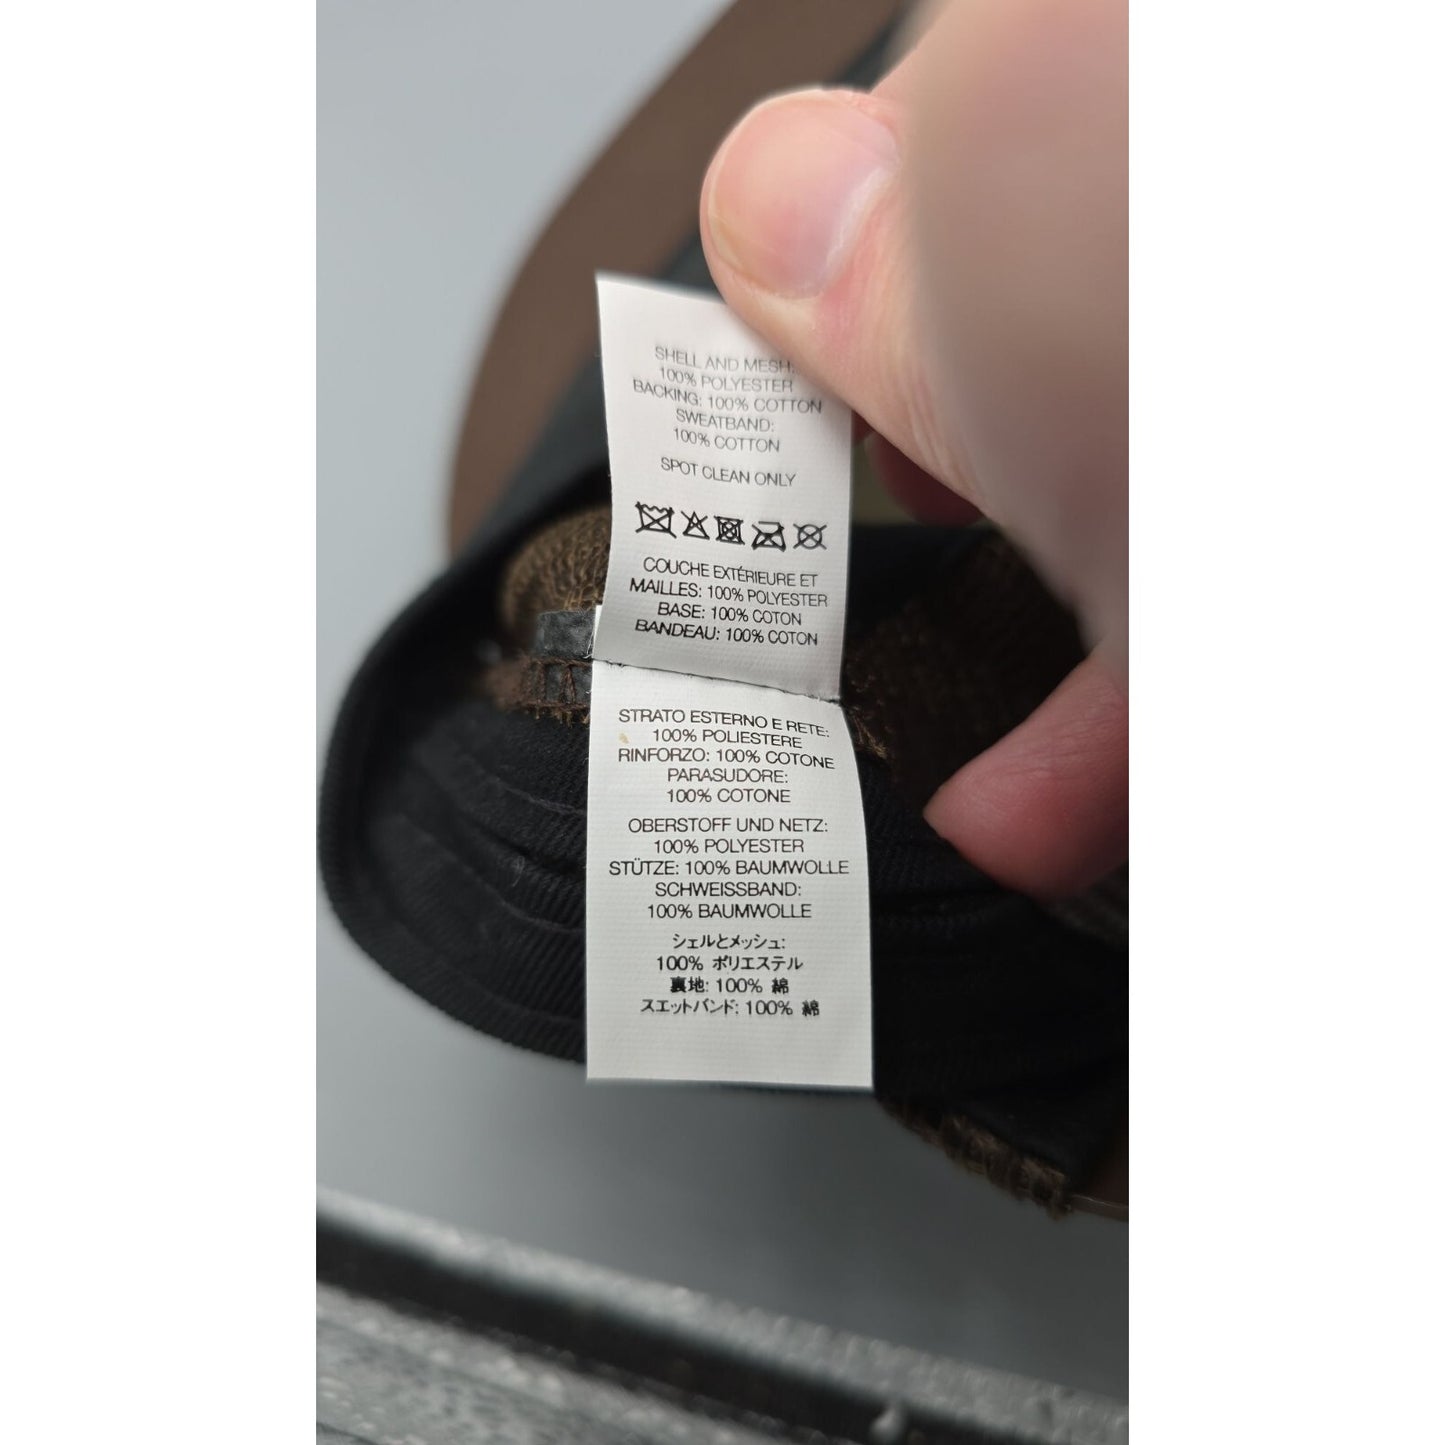 SHELL AND MESH:
100% POLYESTER
BACKING: 100% COTTON
SWEATBAND:
100% COTTON
SPOT CLEAN ONLY
COUCHE EXTÉRIEURE ET
MAILLES: 100% POLYESTER
BASE: 100% COTON
BANDEAU: 100% COTON
STRATO ESTERNO E RETE:
100% POLIESTERE
RINFORZO: 100% COTONE
PARASUDORE:
100% COTONE
OBERSTOFF UND NETZ:
100% POLYESTER
STÜTZE: 100% BAUMWOLLE
SCHWEISSBAND:
100% BAUMWOLLE
シェルとメッシュ:
100% ポリエステル
裏地: 100% 綿
スエットバンド: 100% 綿